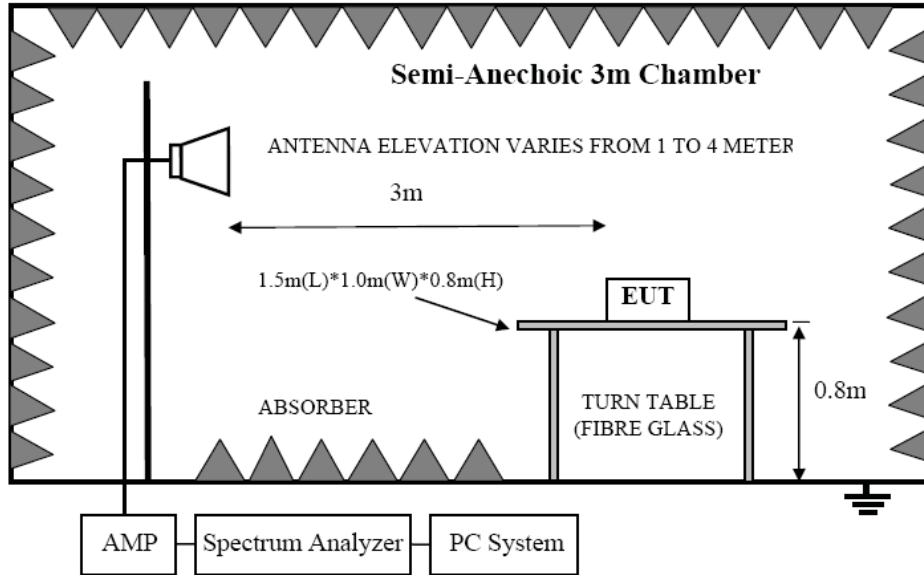 Semi-Anechoic 3m Chamber
ANTENNA ELEVATION VARIES FROM 1 TO 4 METER
3m
1.5m(L)*1.0m(W)*0.8m(H)
EUT
ABSORBER
TURN TABLE
(FIBRE GLASS)
0.8m
AMP
Spectrum Analyzer
PC System